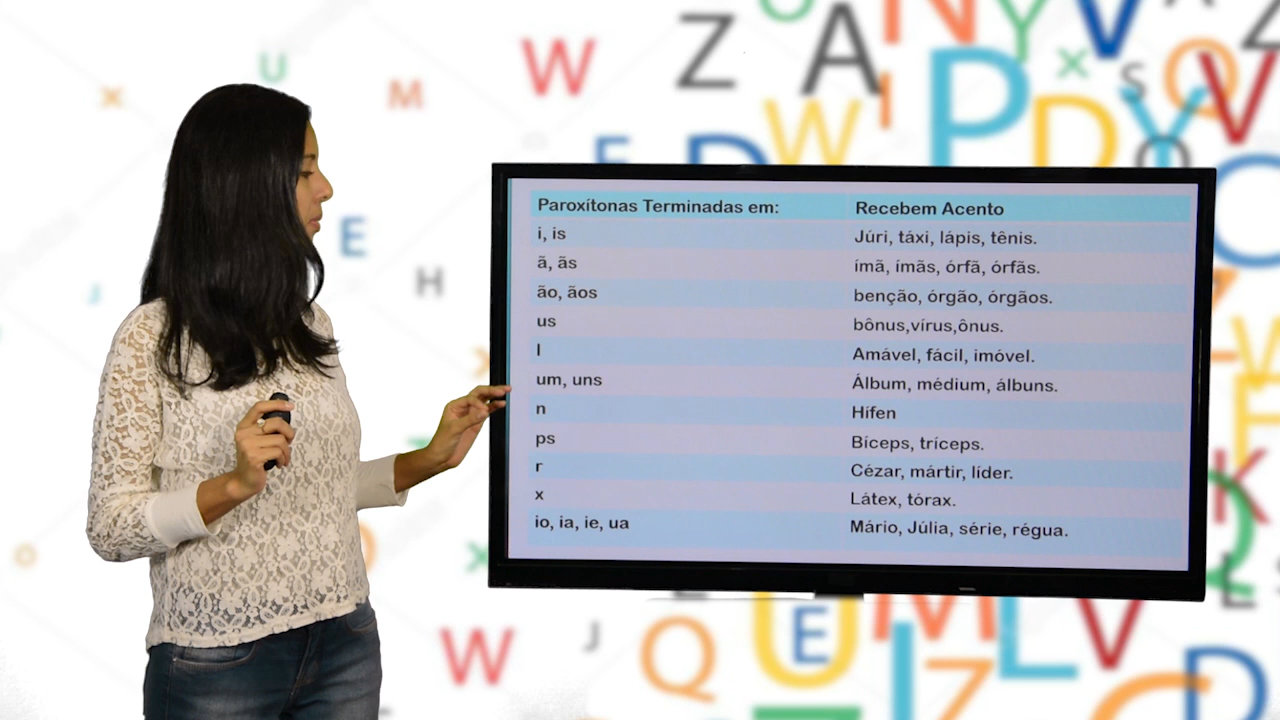 Paroxítonas Terminadas em: Recebem Acento
i, is Júri, táxi, lápis, tênis.
ã, ãs ímã, ímãs, órfã, órfãs.
ão, ãos benção, órgão, órgãos.
us bônus,vírus,ônus.
l Amável, fácil, imóvel.
um, uns Álbum, médium, álbuns.
n Hífen
ps Bíceps, tríceps.
r Cézar, mártir, líder.
x Látex, tórax.
io, ia, ie, ua Mário, Júlia, série, régua.